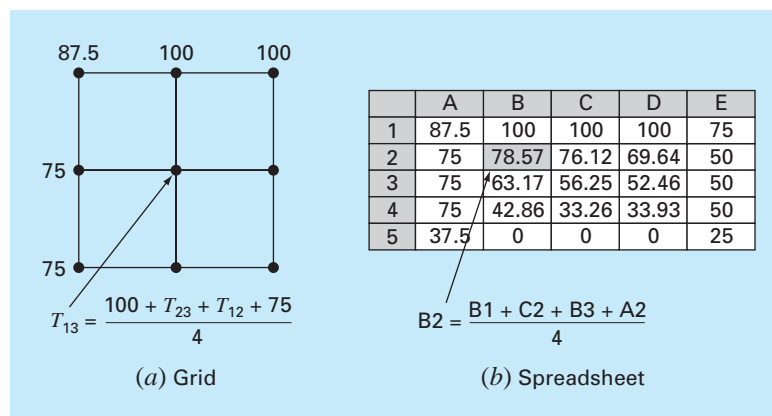 87.5 100 100
75
75
T13 = (100 + T23 + T12 + 75) / 4
(a) Grid
A B C D E
1 87.5 100 100 100 75
2 75 78.57 76.12 69.64 50
3 75 63.17 56.25 52.46 50
4 75 42.86 33.26 33.93 50
5 37.5 0 0 0 25
B2 = (B1 + C2 + B3 + A2) / 4
(b) Spreadsheet